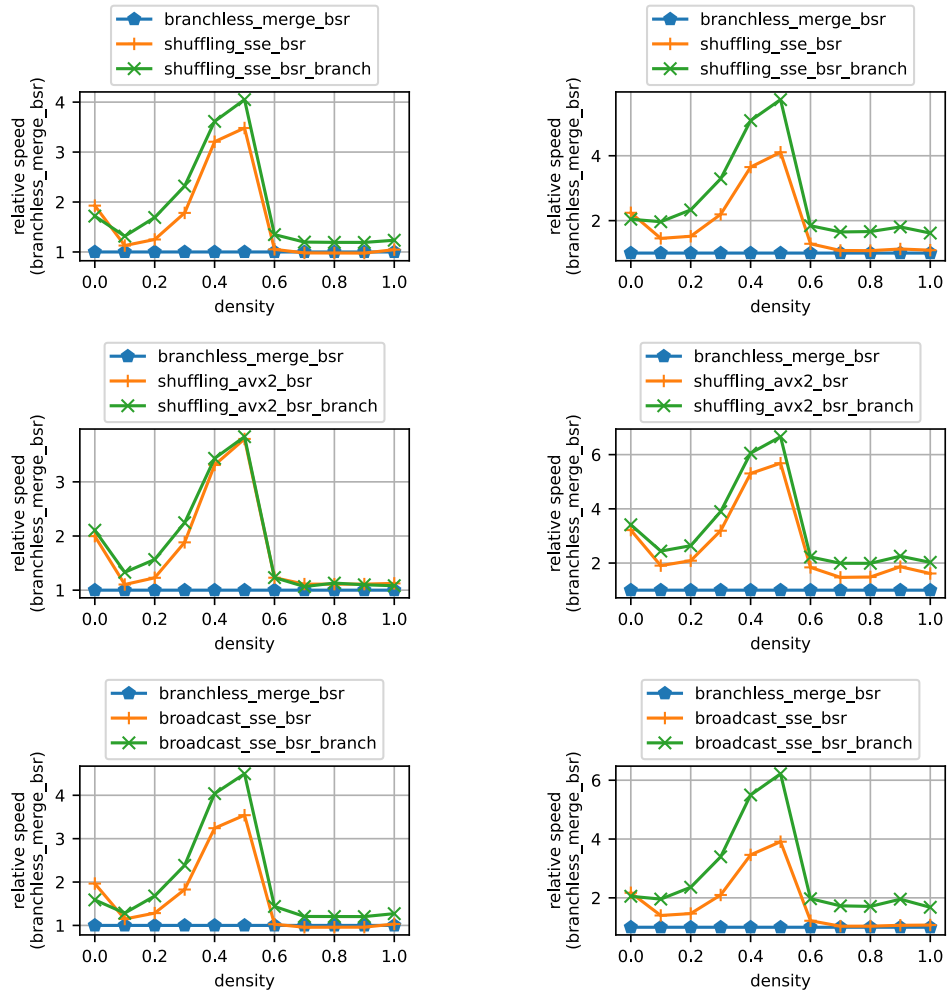 branchless_merge_bsr
shuffling_sse_bsr
shuffling_sse_bsr_branch
relative speed
(branchless_merge_bsr)
4
3
2
1
0.0 0.2 0.4 0.6 0.8 1.0
density
branchless_merge_bsr
shuffling_sse_bsr
shuffling_sse_bsr_branch
relative speed
(branchless_merge_bsr)
4
2
0.0 0.2 0.4 0.6 0.8 1.0
density
branchless_merge_bsr
shuffling_avx2_bsr
shuffling_avx2_bsr_branch
relative speed
(branchless_merge_bsr)
3
2
1
0.0 0.2 0.4 0.6 0.8 1.0
density
branchless_merge_bsr
shuffling_avx2_bsr
shuffling_avx2_bsr_branch
relative speed
(branchless_merge_bsr)
6
4
2
0.0 0.2 0.4 0.6 0.8 1.0
density
branchless_merge_bsr
broadcast_sse_bsr
broadcast_sse_bsr_branch
relative speed
(branchless_merge_bsr)
4
3
2
1
0.0 0.2 0.4 0.6 0.8 1.0
density
branchless_merge_bsr
broadcast_sse_bsr
broadcast_sse_bsr_branch
relative speed
(branchless_merge_bsr)
6
4
2
0.0 0.2 0.4 0.6 0.8 1.0
density